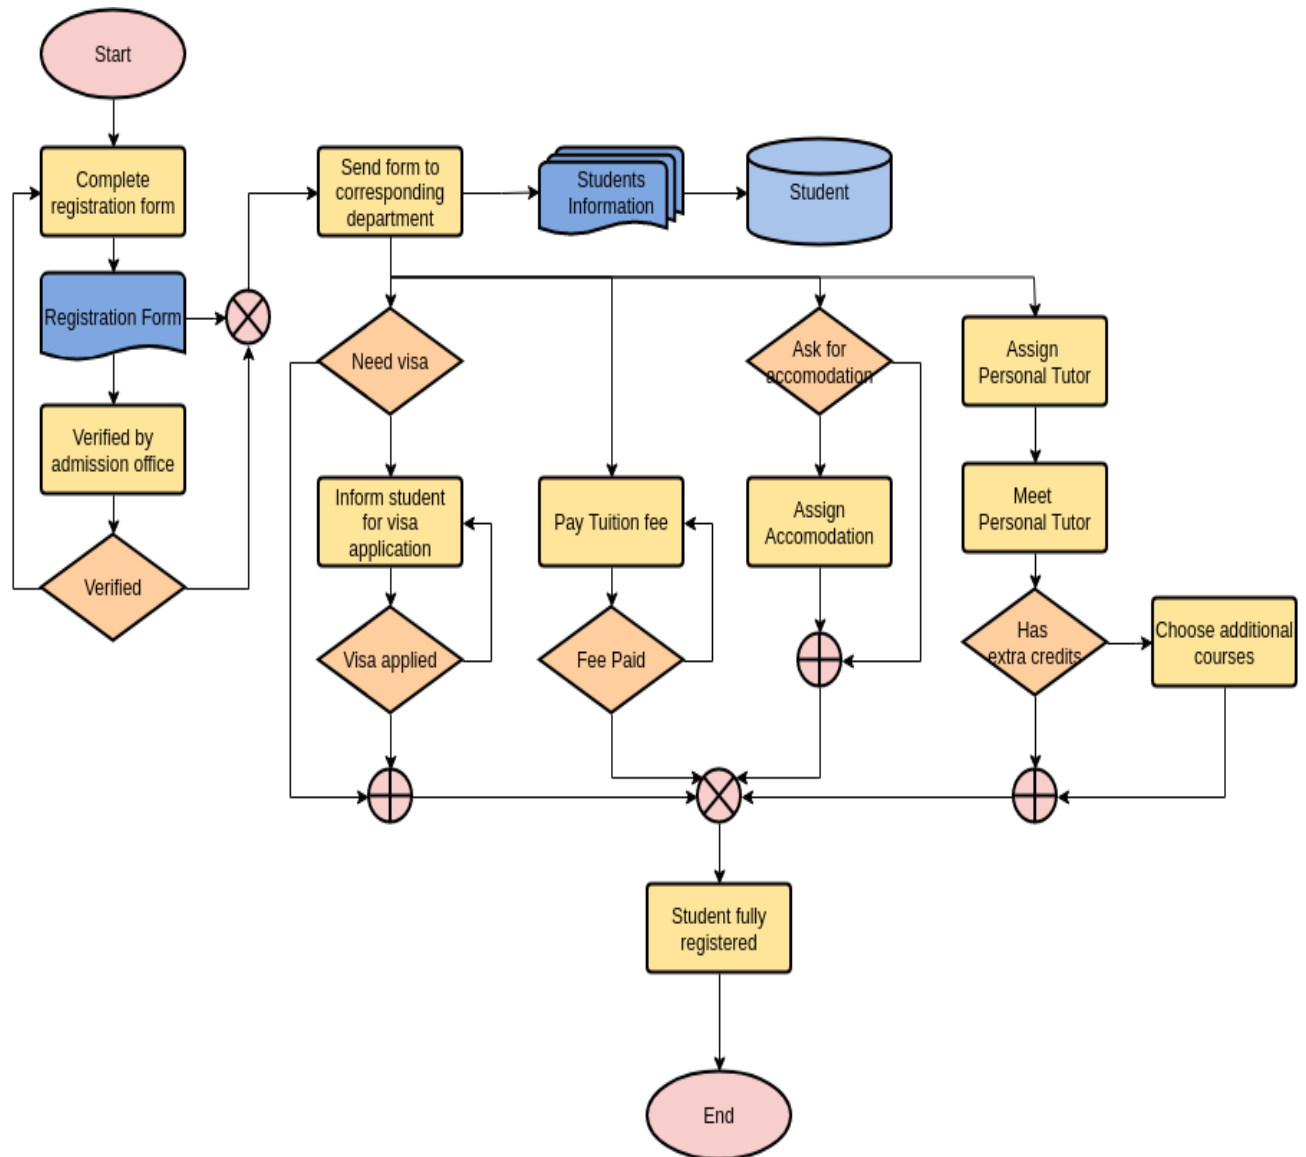 Start
Complete
registration form
Registration Form
Verified by
admission office
Verified
Send form to
corresponding
department
Students
Information
Student
Need visa
Inform student
for visa
application
Visa applied
Pay Tuition fee
Fee Paid
Ask for
accomodation
Assign
Accomodation
Assign
Personal Tutor
Meet
Personal Tutor
Has
extra credits
Choose additional
courses
Student fully
registered
End